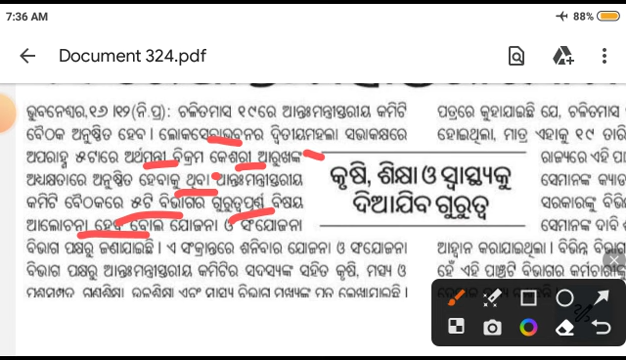 7:36 AM
88%
Document 324.pdf
ଭୁବନେଶ୍ୱର,୧୬।୧୨(ନି.ପ୍ର): ଚଳିତମାସ ୧୯ରେ ଆନ୍ତଃମନ୍ତ୍ରୀସ୍ତରୀୟ କମିଟି
ବୈଠକ ଅନୁଷ୍ଠିତ ହେବ। ଲୋକସେବାଭବନର ଦ୍ୱିତୀୟମହଲା ସଭାକକ୍ଷରେ
ଅପରାହ୍ନ ୫ଟାରେ ଅର୍ଥମନ୍ତ୍ରୀ ବିକ୍ରମ କେଶରୀ ଆରୁଖଙ୍କ
ଅଧ୍ୟକ୍ଷତାରେ ଅନୁଷ୍ଠିତ ହେବାକୁ ଥିବା ଆନ୍ତଃମନ୍ତ୍ରୀସ୍ତରୀୟ
କମିଟି ବୈଠକରେ ୫ଟି ବିଭାଗର ଗୁରୁତ୍ୱପୂର୍ଣ୍ଣ ବିଷୟ
ଆଲୋଚନା ହେବ ବୋଲି ଯୋଜନା ଓ ସଂଯୋଜନା
ବିଭାଗ ପକ୍ଷରୁ ଜଣାଯାଇଛି। ଏ ସଂକ୍ରାନ୍ତରେ ଶନିବାର ଯୋଜନା ଓ ସଂଯୋଜନା
ବିଭାଗ ପକ୍ଷରୁ ଆନ୍ତଃମନ୍ତ୍ରୀସ୍ତରୀୟ କମିଟିର ସଦସ୍ୟଙ୍କ ସହିତ କୃଷି, ମତ୍ସ୍ୟ ଓ
କୃଷି, ଶିକ୍ଷା ଓ ସ୍ୱାସ୍ଥ୍ୟକୁ
ଦିଆଯିବ ଗୁରୁତ୍ୱ
ପତ୍ରରେ କୁହାଯାଇଛି ଯେ, ଚଳିତମାସ
ହୋଇଥିଲା, ମାତ୍ର ଏହାକୁ ୧୯ ତାରି
ରାଜ୍ୟରେ ଏହି ପା
ସେମାନଙ୍କ କ୍ୟାଡ
ସରକାରଙ୍କୁ ବିଭି
ସେମାନଙ୍କ ଦାବି
ଆହ୍ୱାନ କରାଯାଇଥିଲା। ବିଭିନ୍ନ ବିଭାଗ
ହେଁ ଏହି ପାଞ୍ଚଟି ବିଭାଗର କର୍ମଚାରୀଙ୍କ